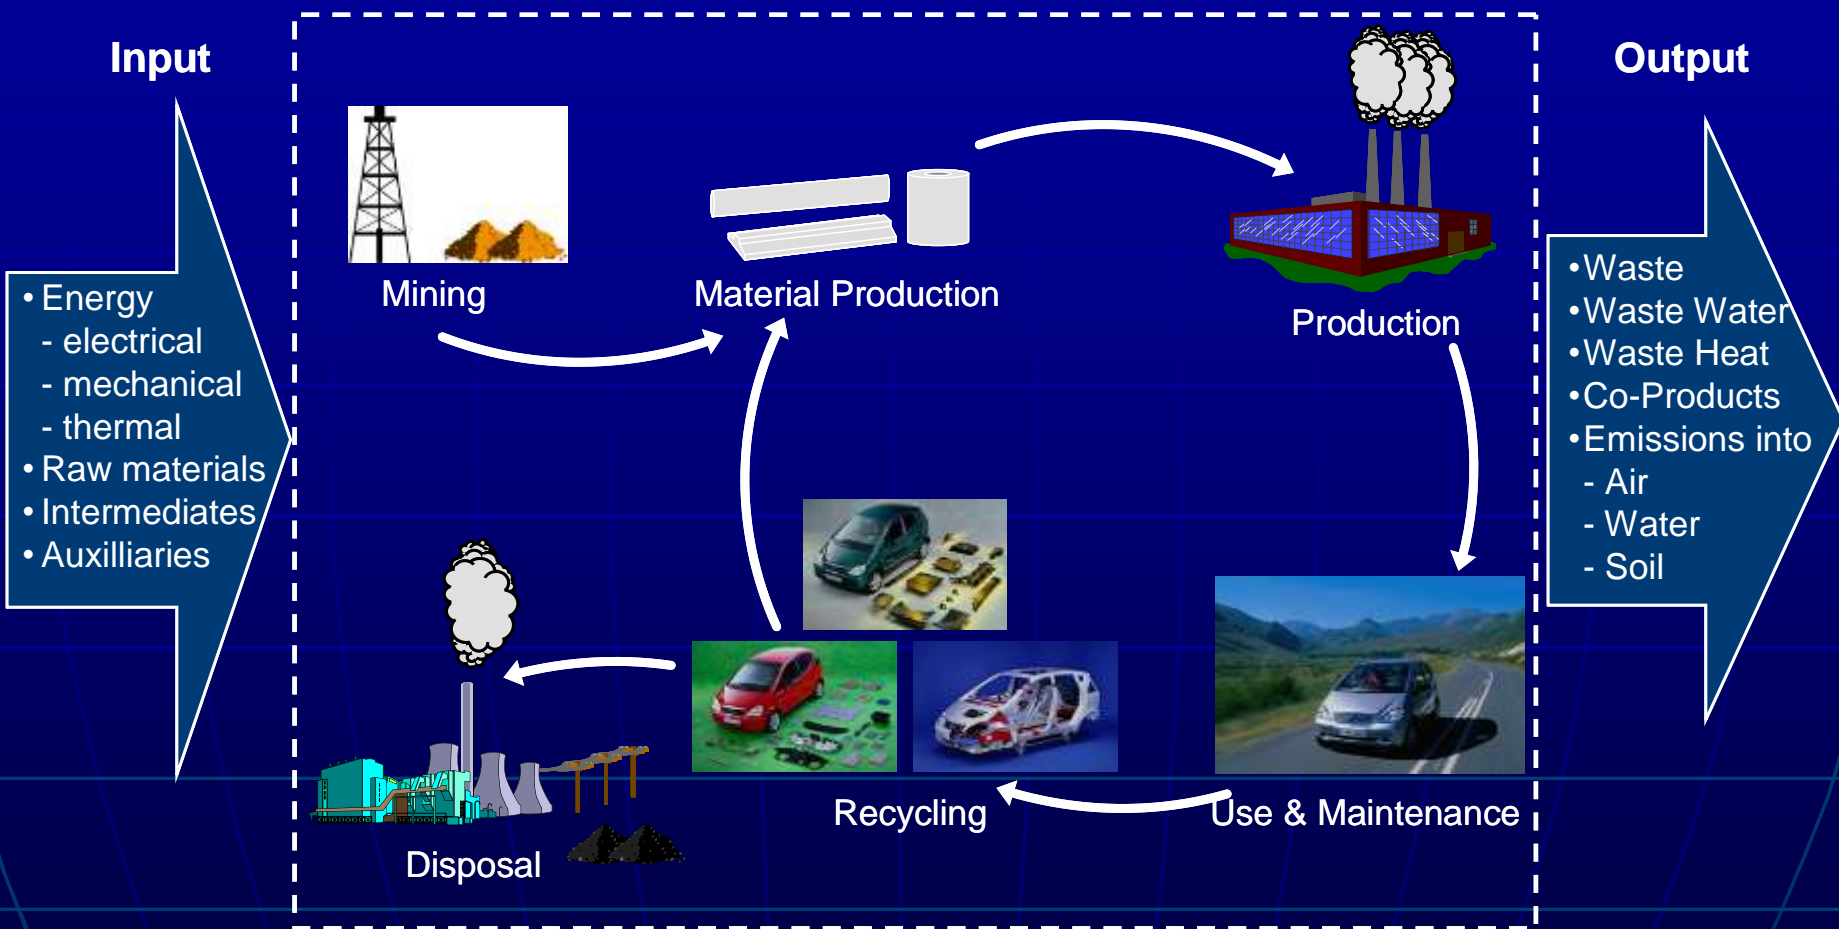 Input
• Energy
- electrical
- mechanical
- thermal
• Raw materials
• Intermediates
• Auxilliaries
Mining
Material Production
Production
Use & Maintenance
Recycling
Disposal
Output
•Waste
•Waste Water
•Waste Heat
•Co-Products
•Emissions into
- Air
- Water
- Soil